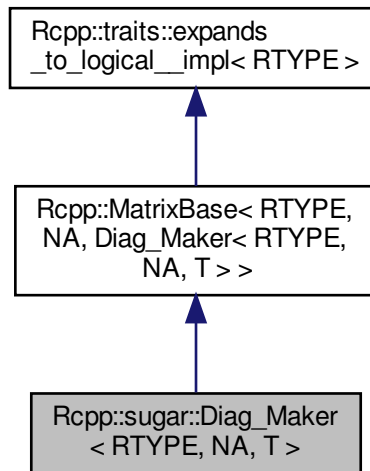 Rcpp::traits::expands
_to_logical__impl< RTYPE >
Rcpp::MatrixBase< RTYPE,
NA, Diag_Maker< RTYPE,
NA, T > >
Rcpp::sugar::Diag_Maker
< RTYPE, NA, T >